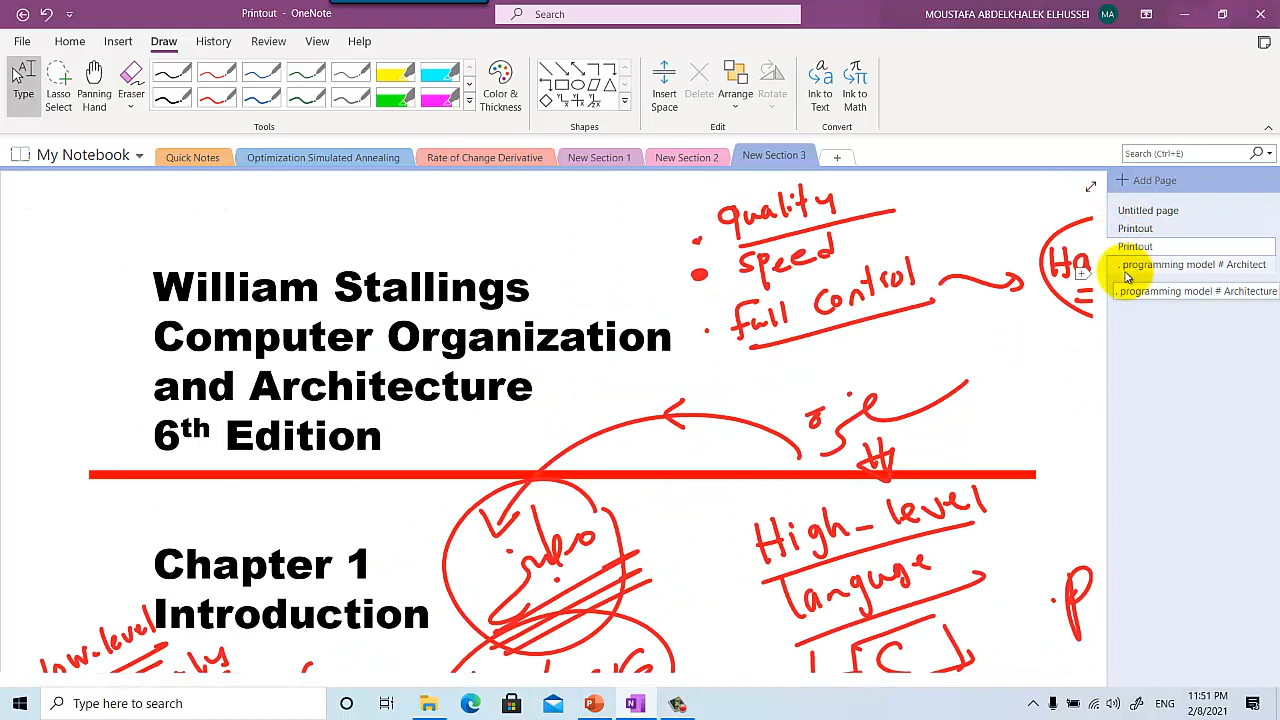 Printout - OneNote
Search
MOUSTAFA ABDELKHALEK ELHUSSEI
MA
File Home Insert Draw History Review View Help
Type
Lasso Select
Panning Hand
Eraser
Color & Thickness
Insert Space
Delete
Arrange
Rotate
Ink to Text
Ink to Math
Tools
Shapes
Edit
Convert
My Notebook
Quick Notes
Optimization Simulated Annealing
Rate of Change Derivative
New Section 1
New Section 2
New Section 3
Search (Ctrl+E)
Add Page
Untitled page
Printout
Printout
. programming model # Architect
. programming model # Architecture
• quality
• speed
• full control
Ha
William Stallings
Computer Organization
and Architecture
6th Edition
High-level
languge
Chapter 1
Introduction
low-level
Type here to search
ENG
11:51 PM
2/8/2021